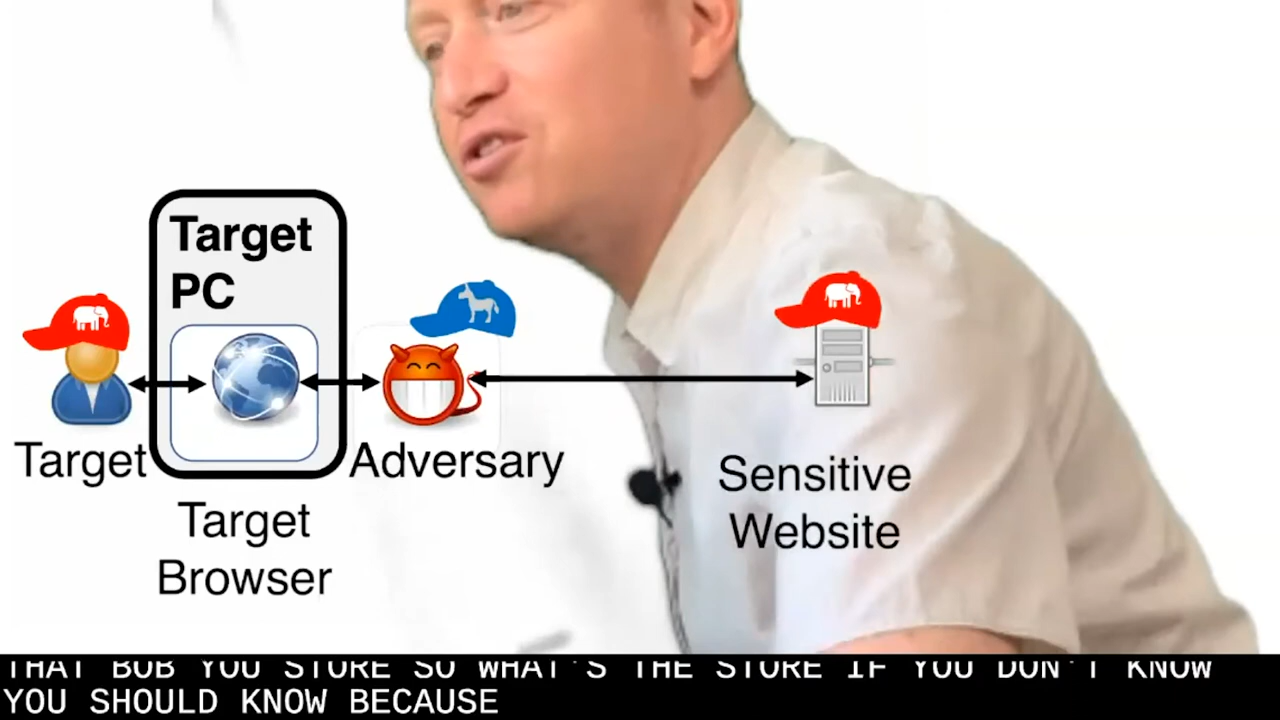 Target
PC
Target
Adversary
Sensitive
Website
Target
Browser
THAT BOB YOU STORE SO WHAT'S THE STORE IF YOU DON'T KNOW
YOU SHOULD KNOW BECAUSE